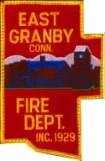 EAST
GRANBY
CONN.
FIRE
DEPT.
INC. 1929